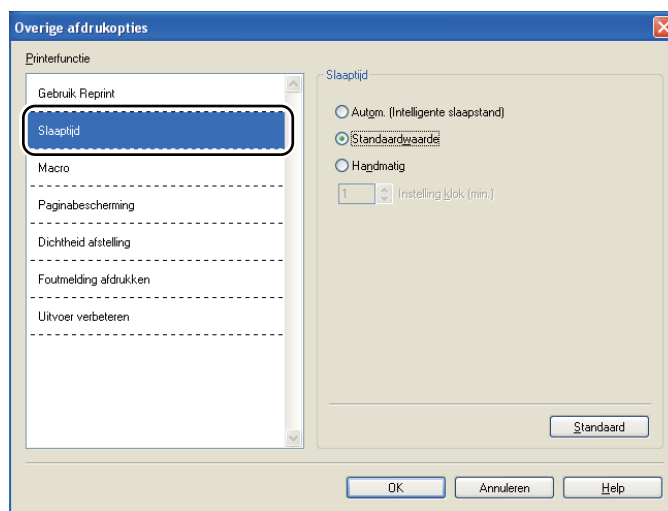 Overige afdrukopties
Printerfunctie
Gebruik Reprint
Slaaptijd
Macro
Paginabescherming
Dichtheid afstelling
Foutmelding afdrukken
Uitvoer verbeteren
Slaaptijd
Autom. (Intelligente slaapstand)
Standaardwaarde
Handmatig
1 Instelling klok (min.)
Standaard
OK Annuleren Help